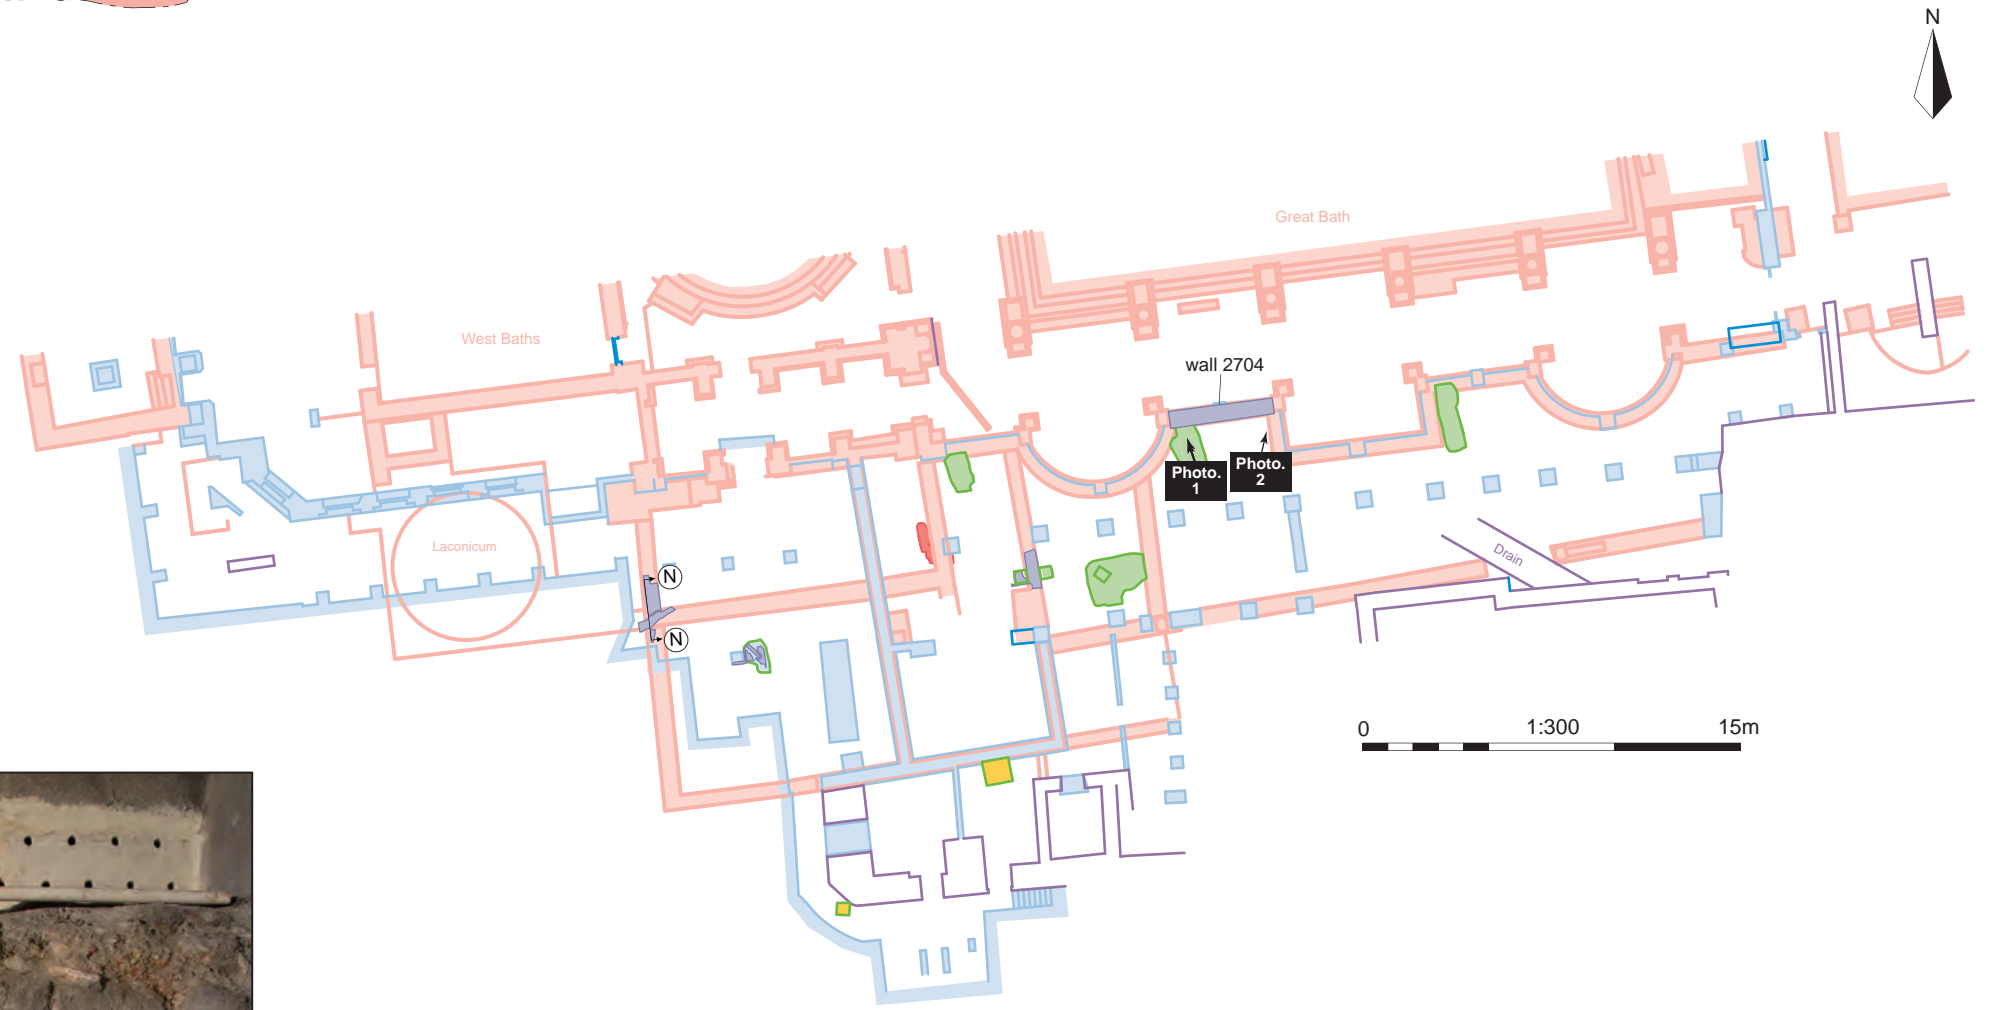 N
Great Bath
West Baths
wall 2704
Photo.
1
Photo.
2
Laconicum
Drain
N
N
0 1:300 15m